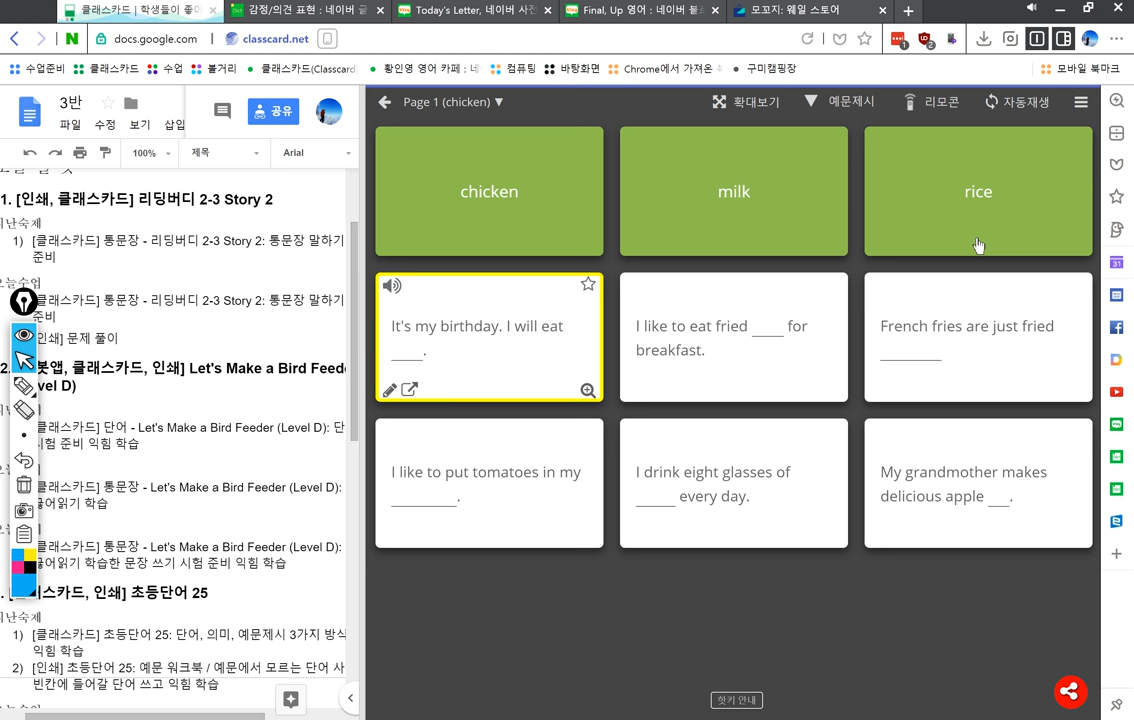 클래스카드 | 학생들이 좋아
감정/의견 표현 : 네이버 글
Today's Letter, 네이버 사전
Final, Up 영어 : 네이버 블로
모꼬지: 웨일 스토어
docs.google.com
classcard.net
수업준비
클래스카드
수업
볼거리
클래스카드(Classcard
황인영 영어 카페 : 네
컴퓨팅
바탕화면
Chrome에서 가져온
구미캠핑장
모바일 북마크
3반
파일
수정
보기
삽입
공유
100%
제목
Arial
1. [인쇄, 클래스카드] 리딩버디 2-3 Story 2
지난숙제
1) [클래스카드] 통문장 - 리딩버디 2-3 Story 2: 통문장 말하기
준비
오늘수업
클래스카드] 통문장 - 리딩버디 2-3 Story 2: 통문장 말하기
준비
인쇄] 문제 풀이
2.
봇앱, 클래스카드, 인쇄] Let's Make a Bird Feede
vel D)
클래스카드] 단어 - Let's Make a Bird Feeder (Level D): 단
시험 준비 익힘 학습
클래스카드] 통문장 - Let's Make a Bird Feeder (Level D):
끊어읽기 학습
클래스카드] 통문장 - Let's Make a Bird Feeder (Level D):
끊어읽기 학습한 문장 쓰기 시험 준비 익힘 학습
스카드, 인쇄] 초등단어 25
지난숙제
1) [클래스카드] 초등단어 25: 단어, 의미, 예문제시 3가지 방식
익힘 학습
2) [인쇄] 초등단어 25: 예문 워크북 / 예문에서 모르는 단어 사
빈칸에 들어갈 단어 쓰고 익힘 학습
Page 1 (chicken) ▼
확대보기
▼ 예문제시
리모콘
자동재생
chicken
milk
rice
It's my birthday. I will eat
____.
I like to eat fried ____ for
breakfast.
French fries are just fried
________
I like to put tomatoes in my
________.
I drink eight glasses of
_____ every day.
My grandmother makes
delicious apple ___.
핫키 안내